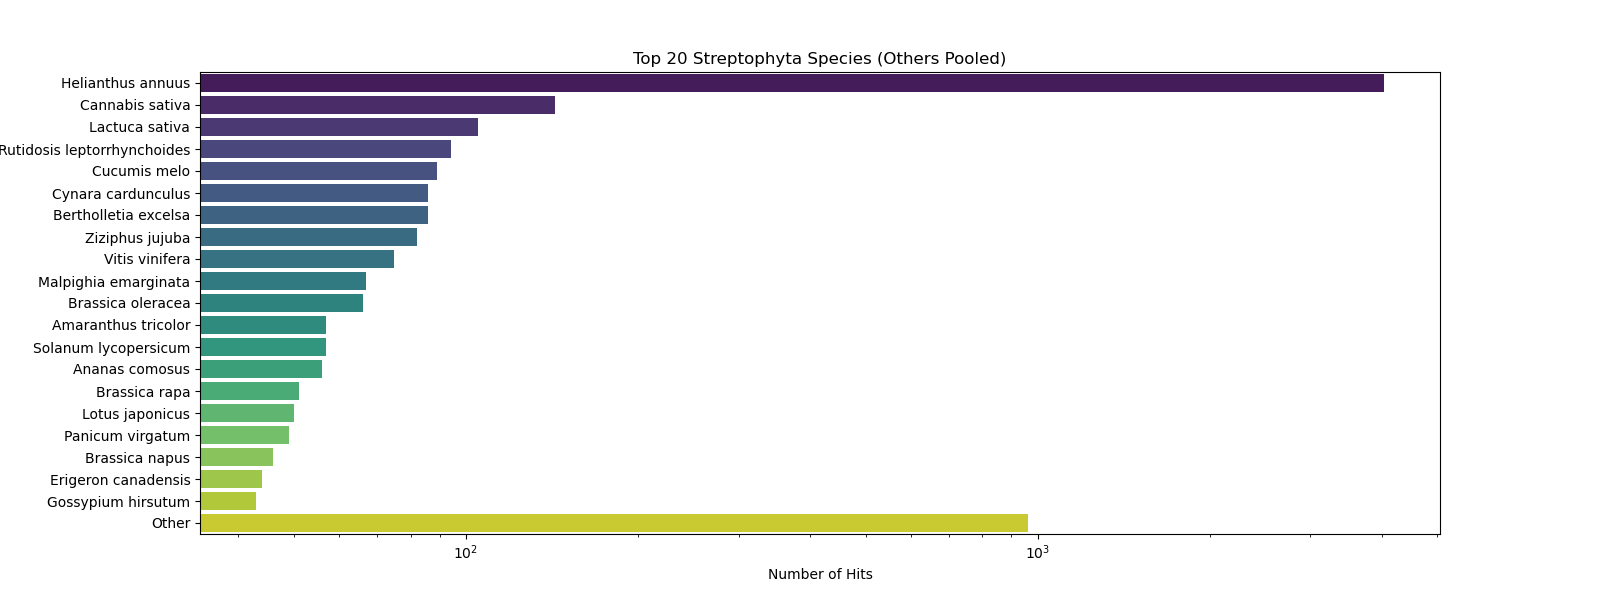 Top 20 Streptophyta Species (Others Pooled)
Helianthus annuus
Cannabis sativa
Lactuca sativa
Rutidosis leptorrhynchoides
Cucumis melo
Cynara cardunculus
Bertholletia excelsa
Ziziphus jujuba
Vitis vinifera
Malpighia emarginata
Brassica oleracea
Amaranthus tricolor
Solanum lycopersicum
Ananas comosus
Brassica rapa
Lotus japonicus
Panicum virgatum
Brassica napus
Erigeron canadensis
Gossypium hirsutum
Other
10² 10³
Number of Hits